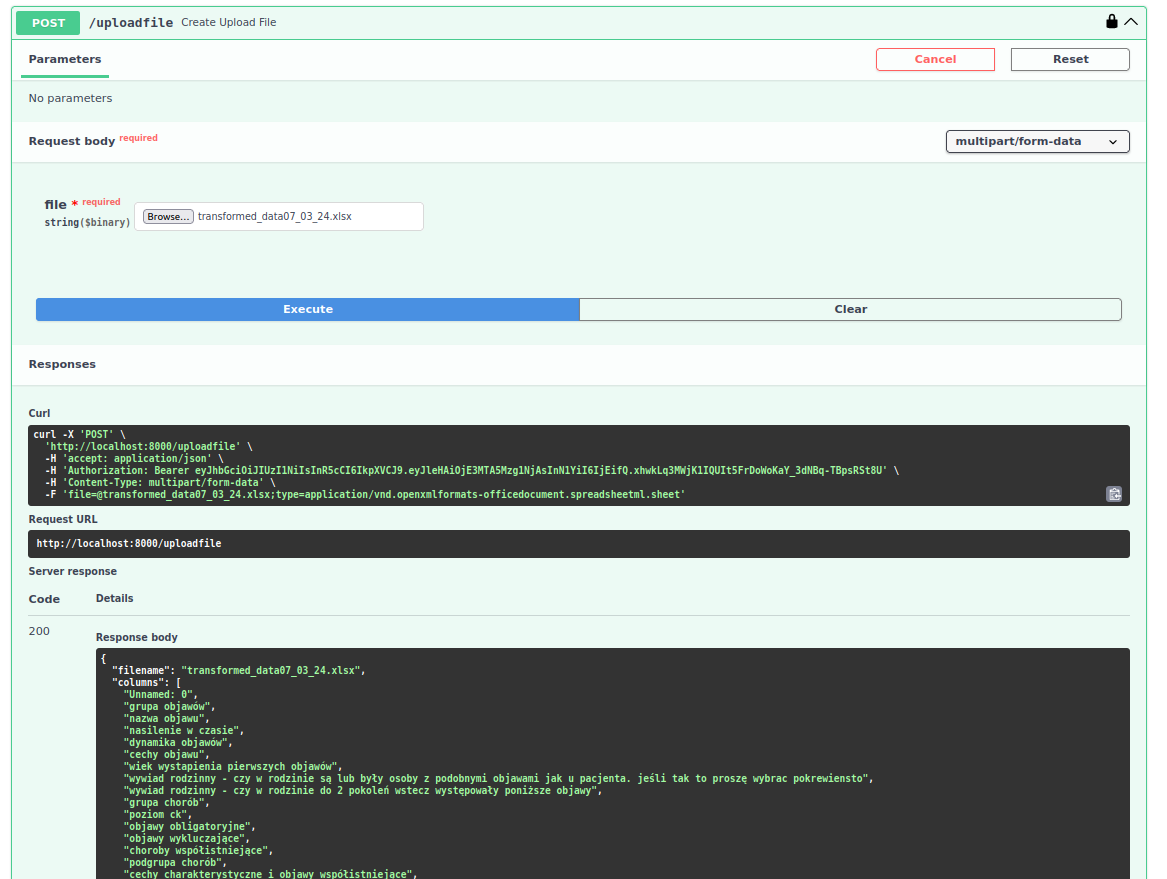 POST /uploadfile Create Upload File
Parameters
Cancel
Reset
No parameters
Request body required
multipart/form-data
file * required
string($binary)
Browse... transformed_data07_03_24.xlsx
Execute
Clear
Responses
Curl
curl -X 'POST' \
'http://localhost:8000/uploadfile' \
-H 'accept: application/json' \
-H 'Authorization: Bearer eyJhbGciOiJIUzI1NiIsInR5cCI6IkpXVCJ9.eyJleHAiOjE3MTA5Mzg1NjAsInN1YiI6IjEifQ.xhwkLq3MWjK1IQUIt5FrDoWoKaY_3dNBq-TBpsRSt8U' \
-H 'Content-Type: multipart/form-data' \
-F 'file=@transformed_data07_03_24.xlsx;type=application/vnd.openxmlformats-officedocument.spreadsheetml.sheet'
Request URL
http://localhost:8000/uploadfile
Server response
Code Details
200
Response body
{
"filename": "transformed_data07_03_24.xlsx",
"columns": [
"Unnamed: 0",
"grupa objawów",
"nazwa objawu",
"nasilenie w czasie",
"dynamika objawów",
"cechy objawu",
"wiek wystapienia pierwszych objawów",
"wywiad rodzinny - czy w rodzinie są lub były osoby z podobnymi objawami jak u pacjenta. jeśli tak to proszę wybrac pokrewiensto",
"wywiad rodzinny - czy w rodzinie do 2 pokoleń wstecz występowały poniższe objawy",
"grupa chorób",
"poziom ck",
"objawy obligatoryjne",
"objawy wykluczające",
"choroby współistniejące",
"podgrupa chorób",
"cechy charakterystyczne i objawy współistniejące",